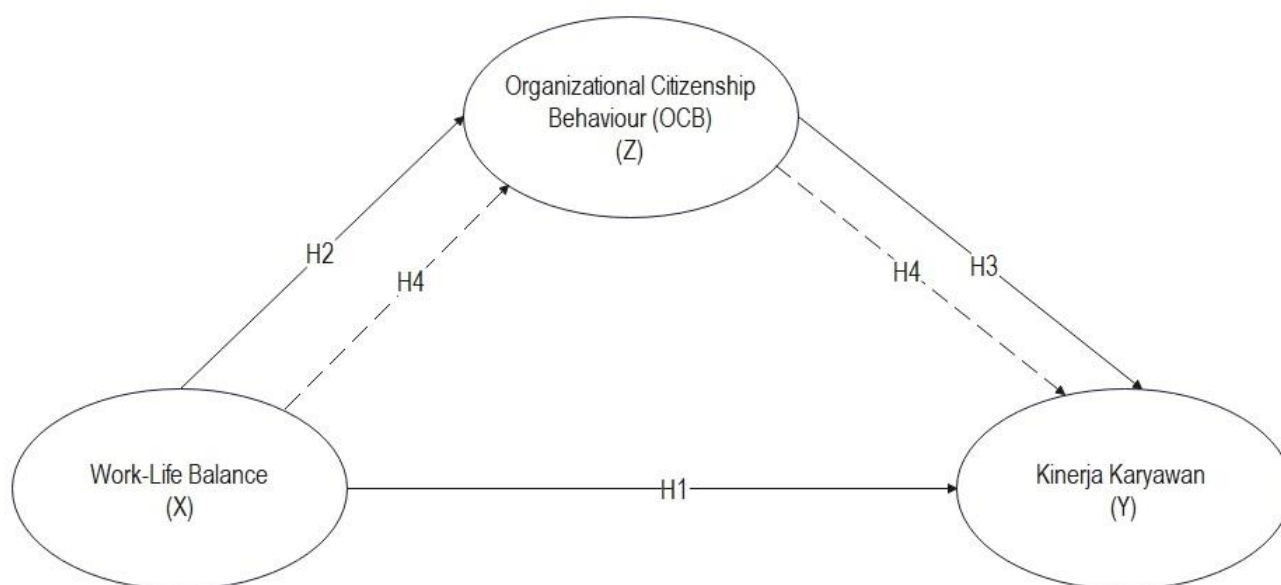 Organizational Citizenship
Behaviour (OCB)
(Z)
H2
H4
H4
H3
Work-Life Balance
(X)
H1
Kinerja Karyawan
(Y)